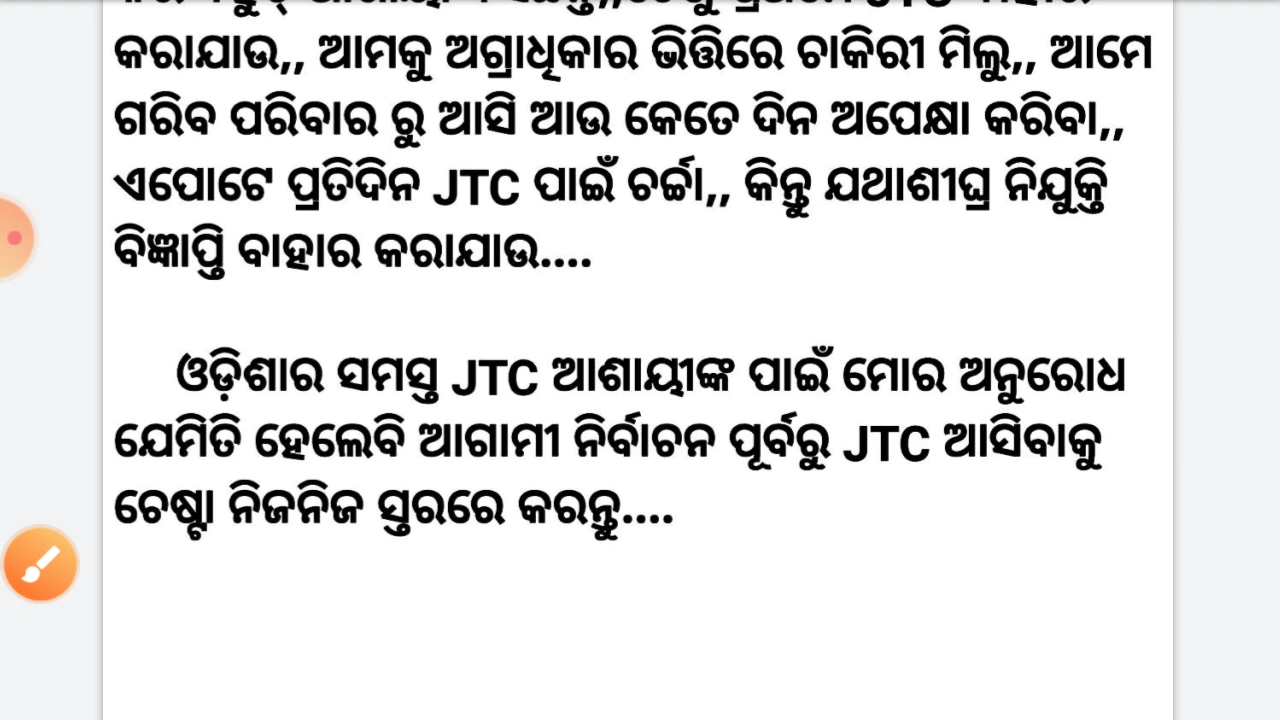 କରାଯାଉ,, ଆମକୁ ଅଗ୍ରାଧିକାର ଭିତ୍ତିରେ ଚାକିରୀ ମିଲୁ,, ଆମେ
ଗରିବ ପରିବାର ରୁ ଆସି ଆଉ କେତେ ଦିନ ଅପେକ୍ଷା କରିବା,,
ଏପୋଟେ ପ୍ରତିଦିନ JTC ପାଇଁ ଚର୍ଚ୍ଚା,, କିନ୍ତୁ ଯଥାଶୀଘ୍ର ନିଯୁକ୍ତି
ବିଜ୍ଞାପ୍ତି ବାହାର କରାଯାଉ....
ଓଡ଼ିଶାର ସମସ୍ତ JTC ଆଶାୟୀଙ୍କ ପାଇଁ ମୋର ଅନୁରୋଧ
ଯେମିତି ହେଲେବି ଆଗାମୀ ନିର୍ବାଚନ ପୂର୍ବରୁ JTC ଆସିବାକୁ
ଚେଷ୍ଟା ନିଜନିଜ ସ୍ତରରେ କରନ୍ତୁ....